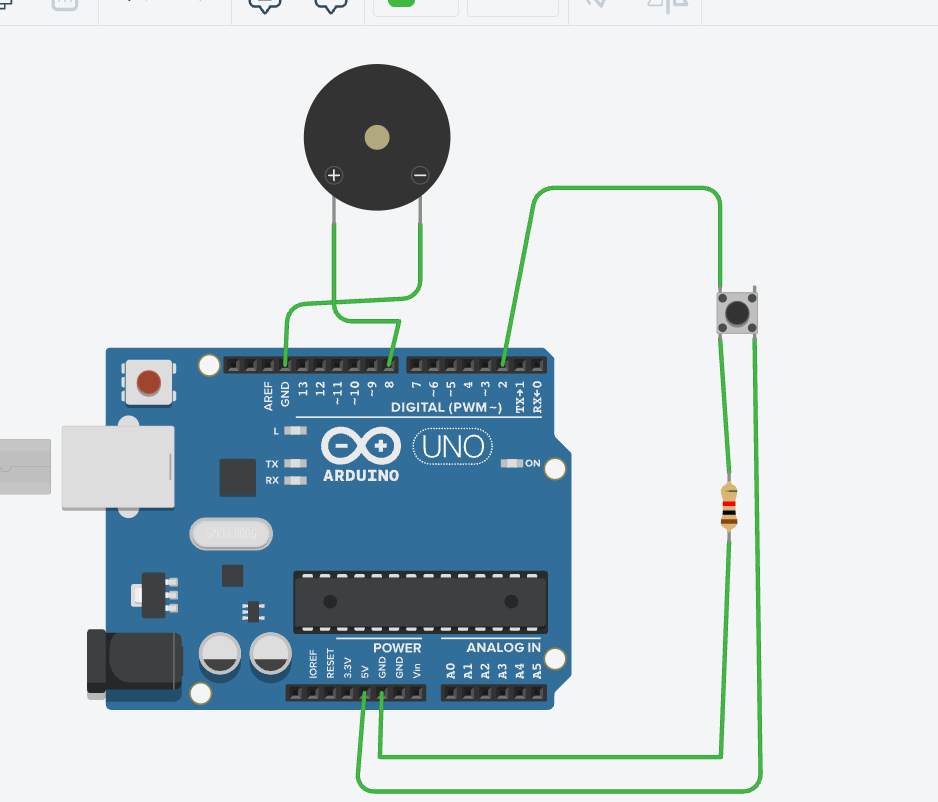 + −
AREF
GND
13
12
~11
~10
~9
8
7
~6
~5
4
~3
2
TX→1
RX←0
DIGITAL (PWM~)
L
TX
RX
− +
ARDUINO
UNO
ON
POWER
ANALOG IN
IOREF
RESET
3.3V
5V
GND
GND
Vin
A0
A1
A2
A3
A4
A5